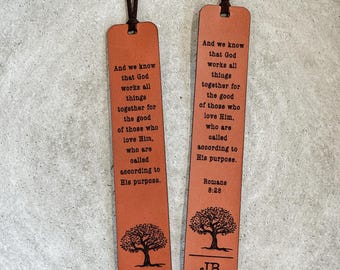 And we know
that God
works all
things
together for
the good
of those who
love Him,
who are
called
according to
His purpose.
And we know
that God
works all
things
together for
the good
of those who
love Him,
who are
called
according to
His purpose.
Romans
8:28
JB